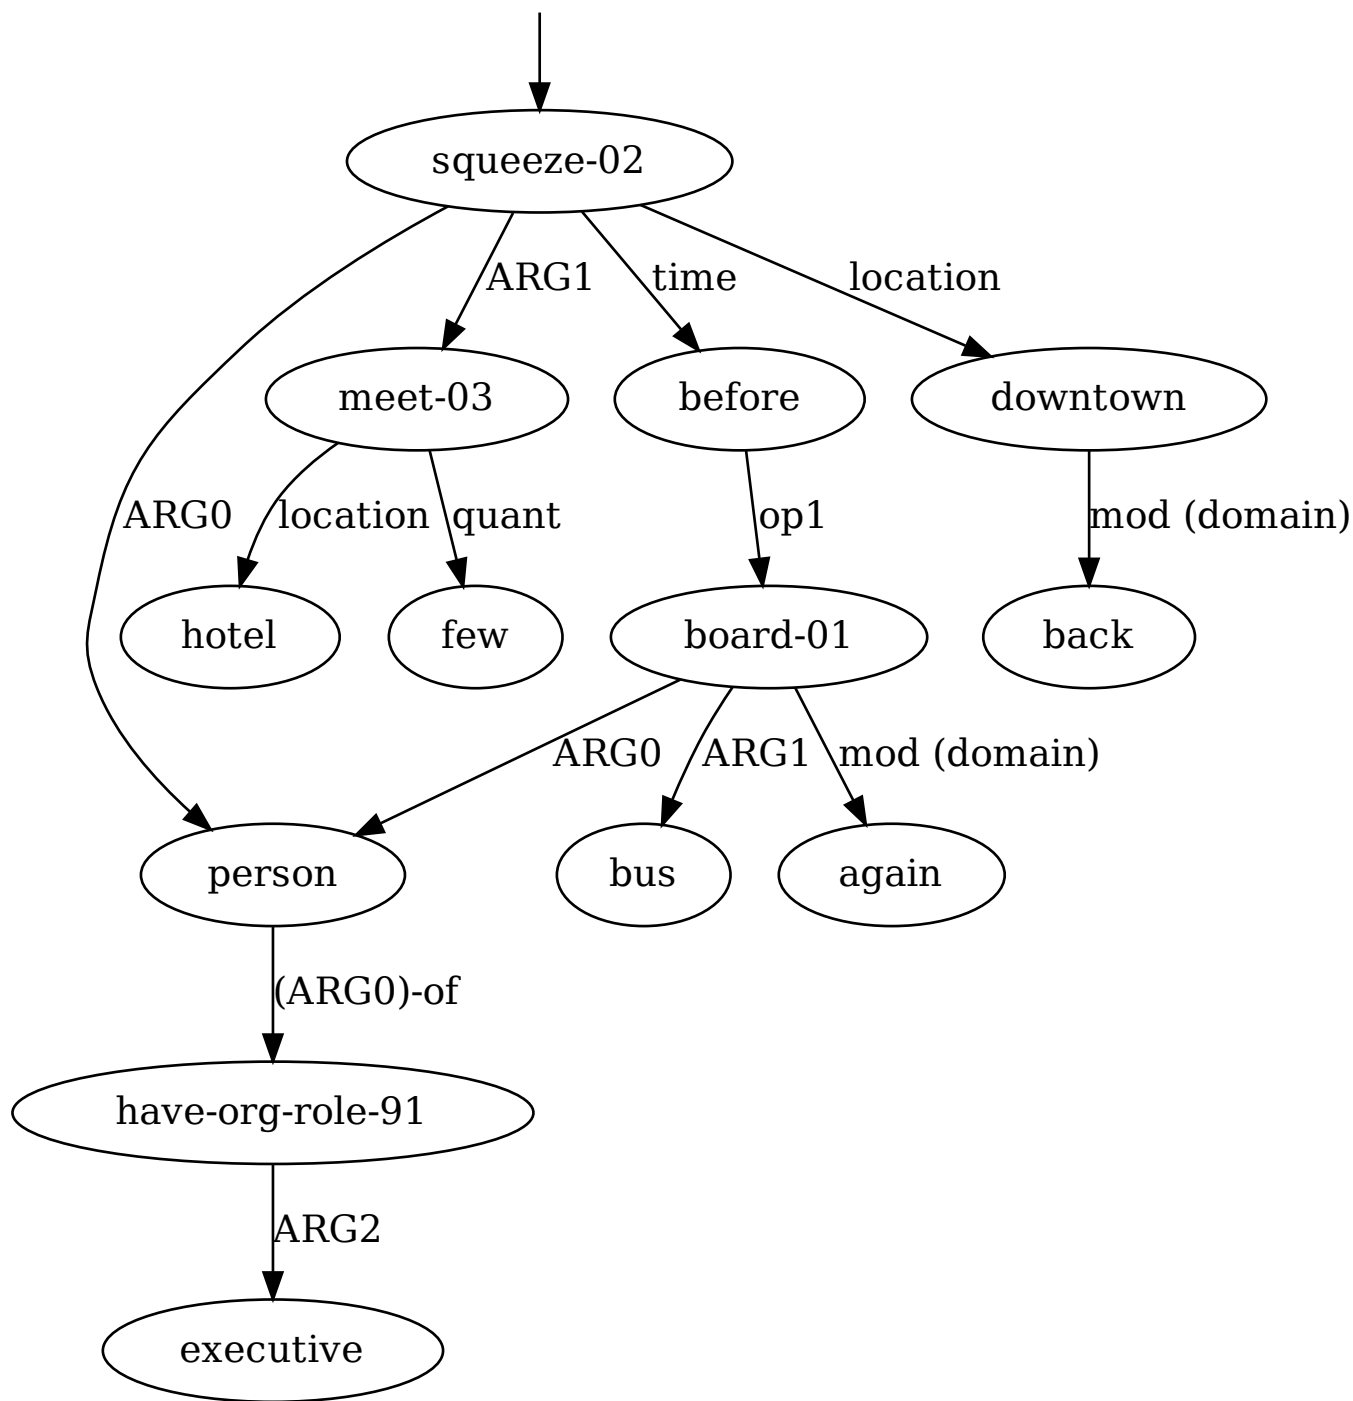 squeeze-02
ARG1
time
location
meet-03
before
downtown
ARG0
location
quant
op1
mod (domain)
hotel
few
board-01
back
ARG0
ARG1
mod (domain)
person
bus
again
(ARG0)-of
have-org-role-91
ARG2
executive